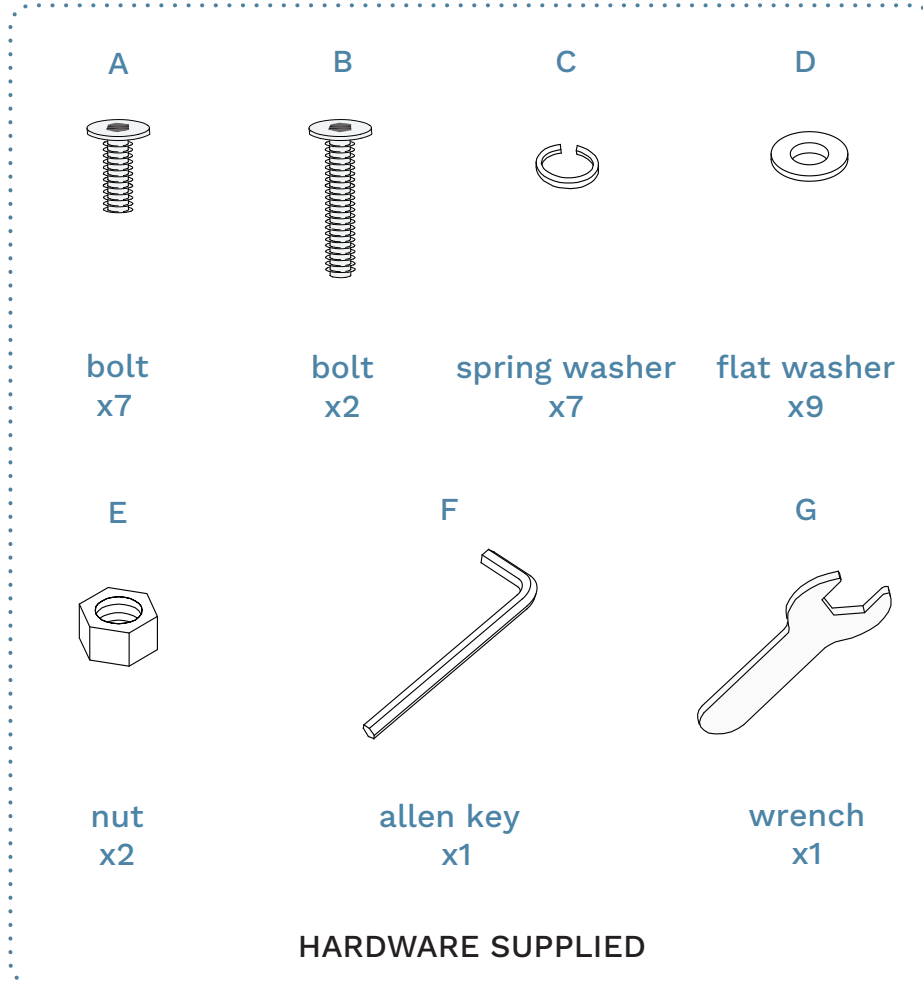 A
B
C
D
bolt
x7
bolt
x2
spring washer
x7
flat washer
x9
E
F
G
nut
x2
allen key
x1
wrench
x1
HARDWARE SUPPLIED